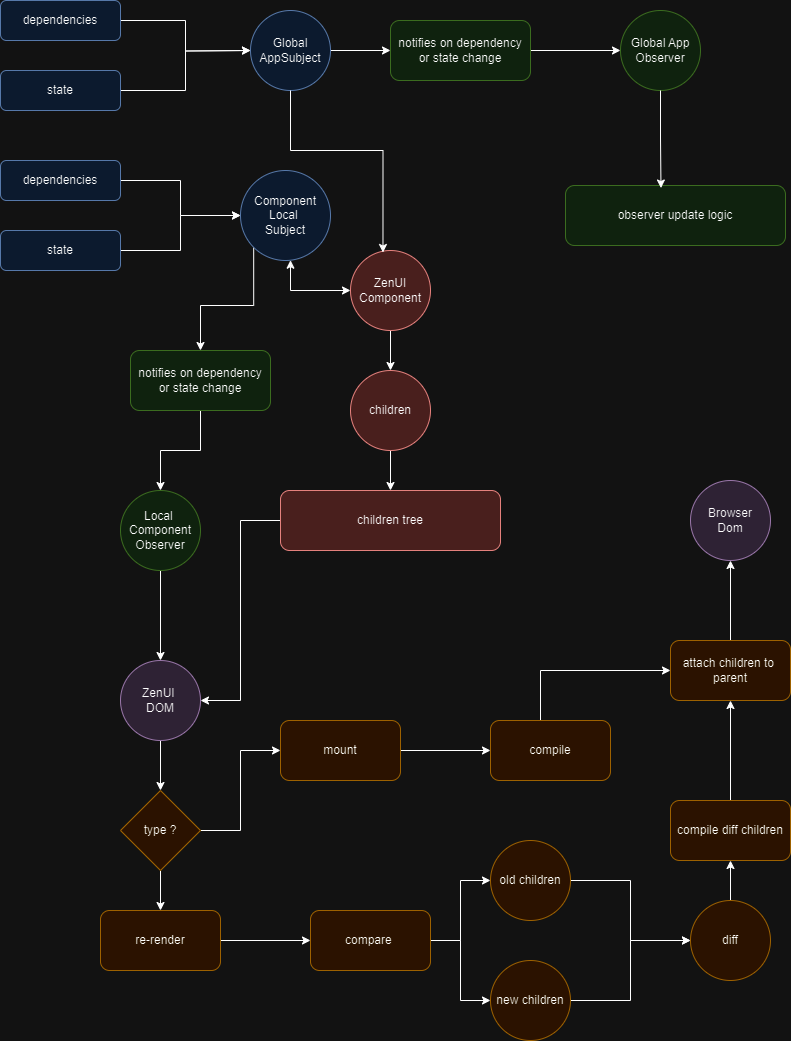 dependencies
Global
AppSubject
notifies on dependency
or state change
Global App
Observer
state
dependencies
Component
Local
Subject
observer update logic
state
ZenUI
Component
notifies on dependency
or state change
children
Local
Component
Observer
children tree
Browser
Dom
ZenUI
DOM
attach children to
parent
mount
compile
type ?
compile diff children
old children
re-render
compare
diff
new children